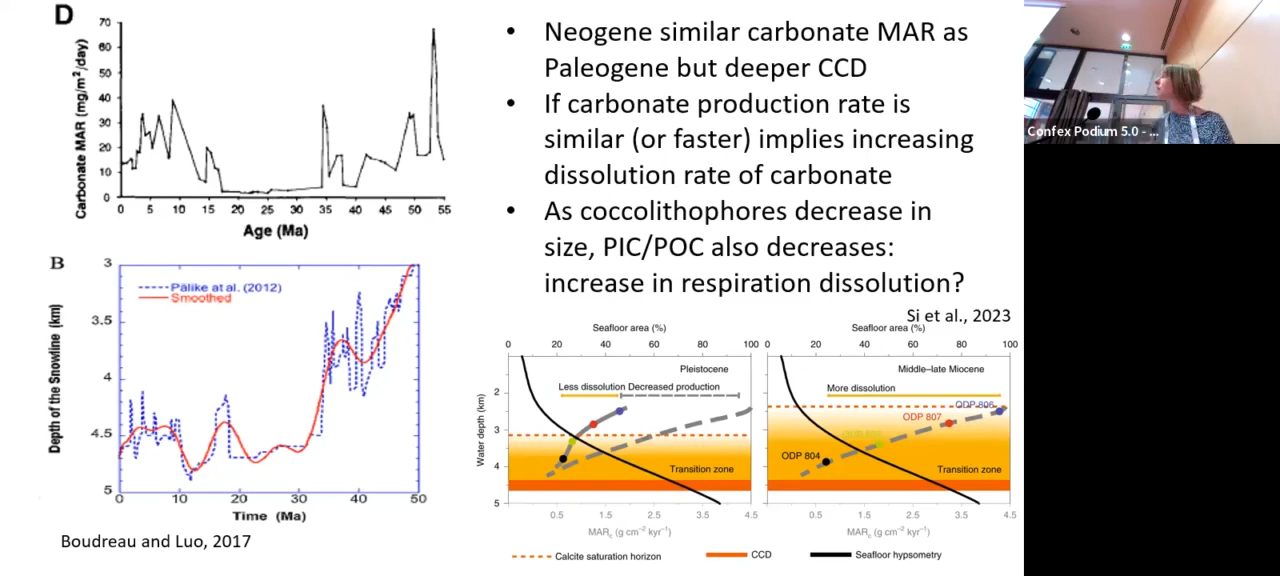 D
Carbonate MAR (mg/m²/day)
70
60
50
40
30
20
10
0
0 5 10 15 20 25 30 35 40 45 50 55
Age (Ma)
B
Depth of the Snowline (km)
3
3.5
4
4.5
5
Pälike et al. (2012)
Smoothed
0 10 20 30 40 50
Time (Ma)
Boudreau and Luo, 2017
• Neogene similar carbonate MAR as
Paleogene but deeper CCD
• If carbonate production rate is
similar (or faster) implies increasing
dissolution rate of carbonate
• As coccolithophores decrease in
size, PIC/POC also decreases:
increase in respiration dissolution?
Si et al., 2023
Seafloor area (%)
0 20 40 60 80 100
Pleistocene
Less dissolution Decreased production
Water depth (km)
2
3
4
5
Transition zone
0.5 1.5 2.5 3.5 4.5
MARc (g cm⁻² kyr⁻¹)
Seafloor area (%)
0 20 40 60 80 100
Middle–late Miocene
More dissolution
ODP 806
ODP 807
ODP 804
Transition zone
0.5 1.5 2.5 3.5 4.5
MARc (g cm⁻² kyr⁻¹)
Calcite saturation horizon
CCD
Seafloor hypsometry
Confex Podium 5.0 - ...